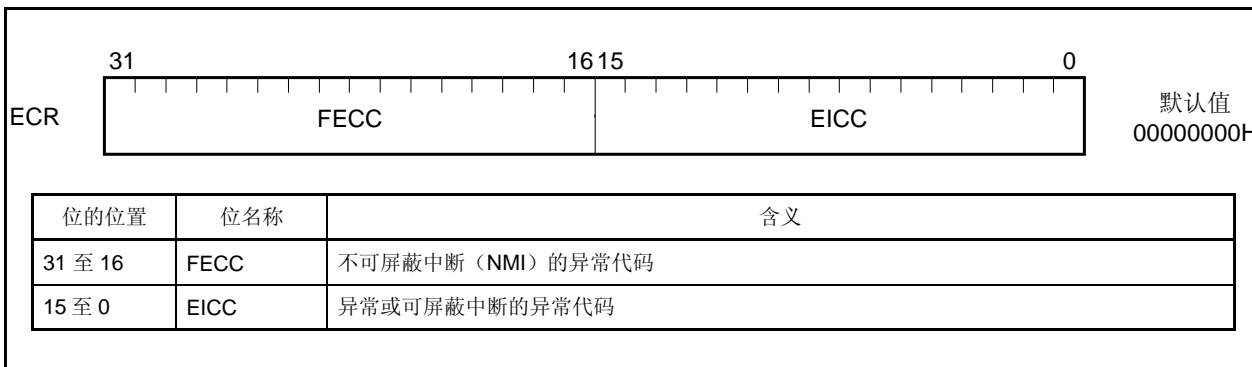 31 16 15 0
ECR FECC EICC 默认值
00000000H
位的位置 位名称 含义
31 至 16 FECC 不可屏蔽中断（NMI）的异常代码
15 至 0 EICC 异常或可屏蔽中断的异常代码